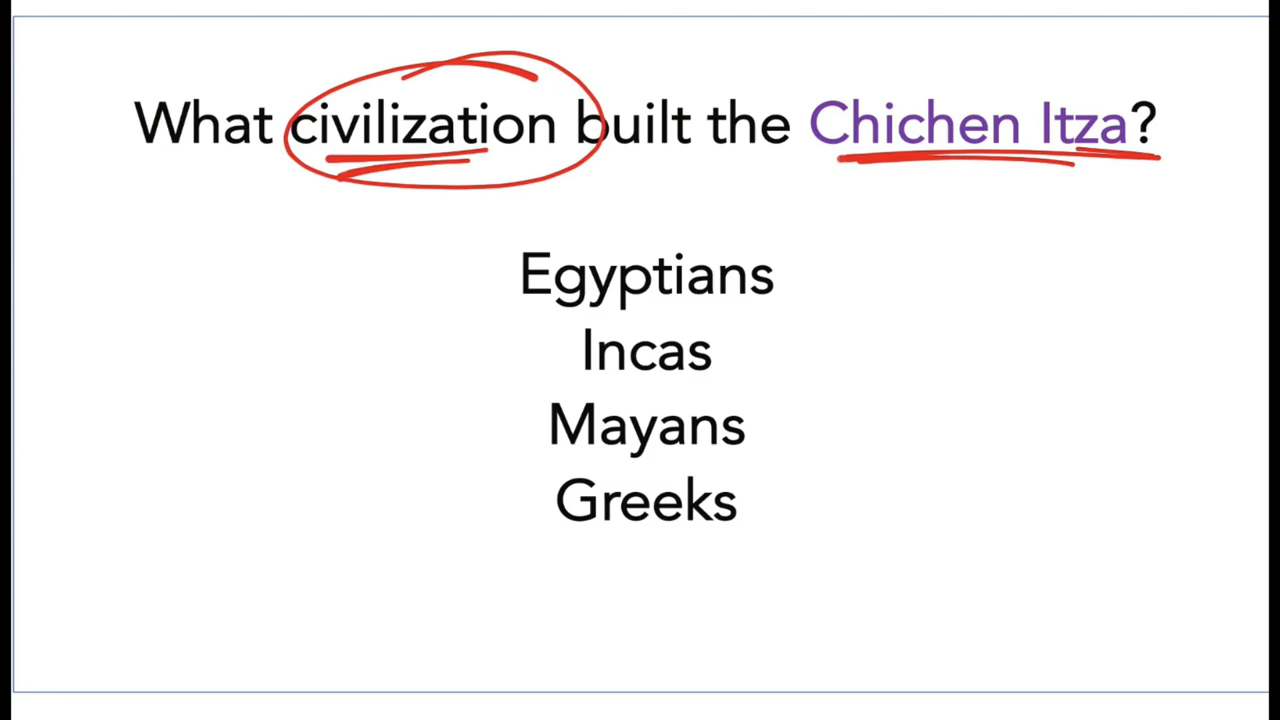 What civilization built the Chichen Itza?
Egyptians
Incas
Mayans
Greeks